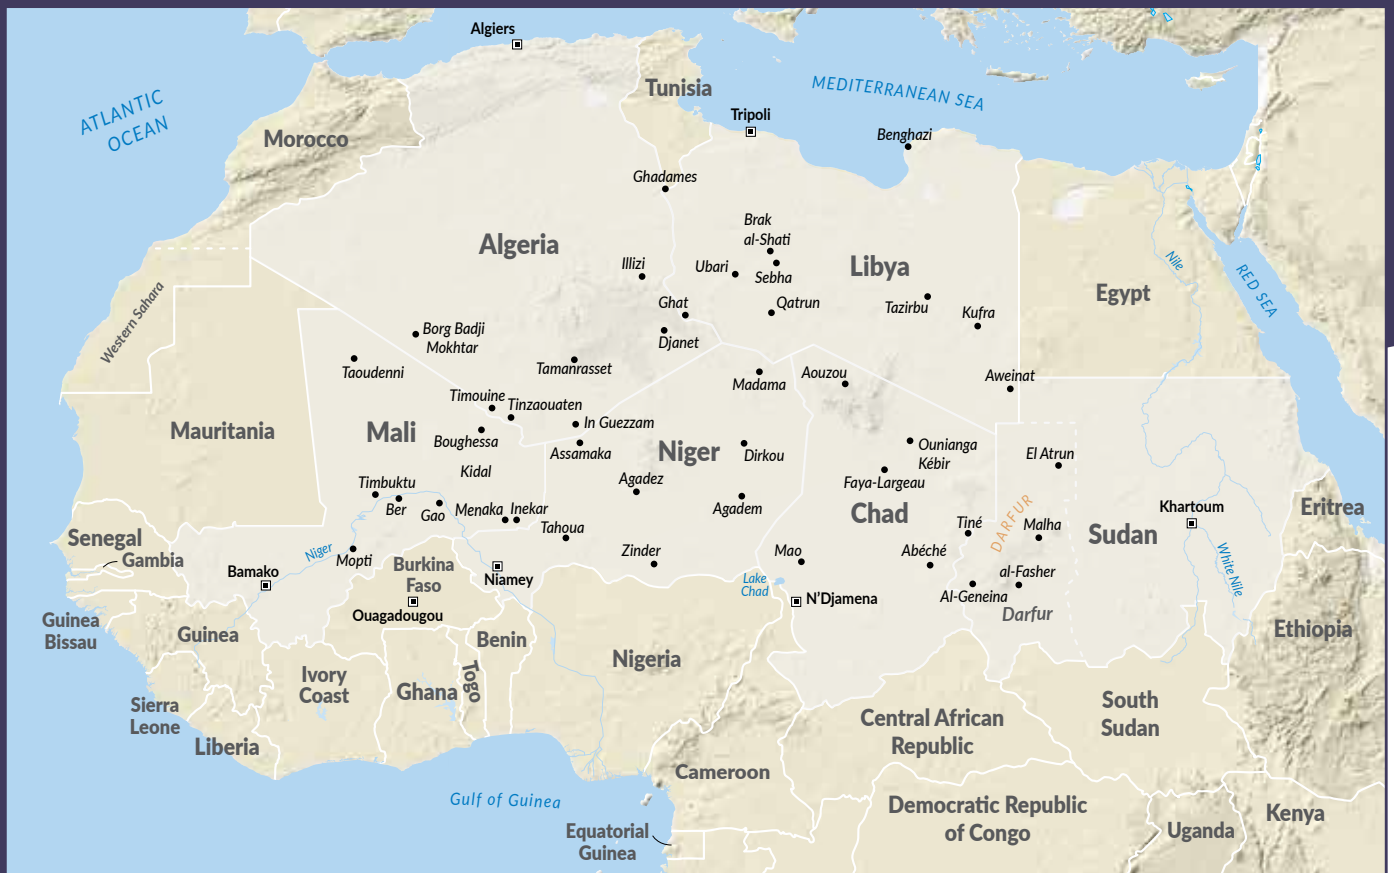 Algiers
ATLANTIC
OCEAN
Tunisia
MEDITERRANEAN SEA
Tripoli
Morocco
Benghazi
Ghadames
Brak
al-Shati
Algeria
Illizi
Ubari
Sebha
Libya
Nile
RED SEA
Egypt
Western Sahara
Ghat
Qatrun
Tazirbu
Kufra
Borg Badji
Mokhtar
Djanet
Taoudenni
Tamanrasset
Madama
Aouzou
Aweinat
Timouine
Tinzaouaten
In Guezzam
Mauritania
Mali
Boughessa
Assamaka
Niger
Dirkou
Ounianga
Kébir
El Atrun
Kidal
Timbuktu
Ber
Gao
Menaka
Inekar
Agadez
Agadem
Faya-Largeau
Chad
DARFUR
Khartoum
Eritrea
Senegal
Gambia
Tahoua
Tiné
Malha
Sudan
Niger
Mopti
Zinder
Mao
Abéché
White Nile
Bamako
Burkina
Faso
Niamey
Lake
Chad
N’Djamena
al-Fasher
Al-Geneina
Darfur
Ouagadougou
Guinea
Bissau
Guinea
Benin
Nigeria
Ethiopia
Ivory
Coast
Ghana
Togo
Sierra
Leone
Liberia
Central African
Republic
South
Sudan
Cameroon
Gulf of Guinea
Equatorial
Guinea
Democratic Republic
of Congo
Uganda
Kenya